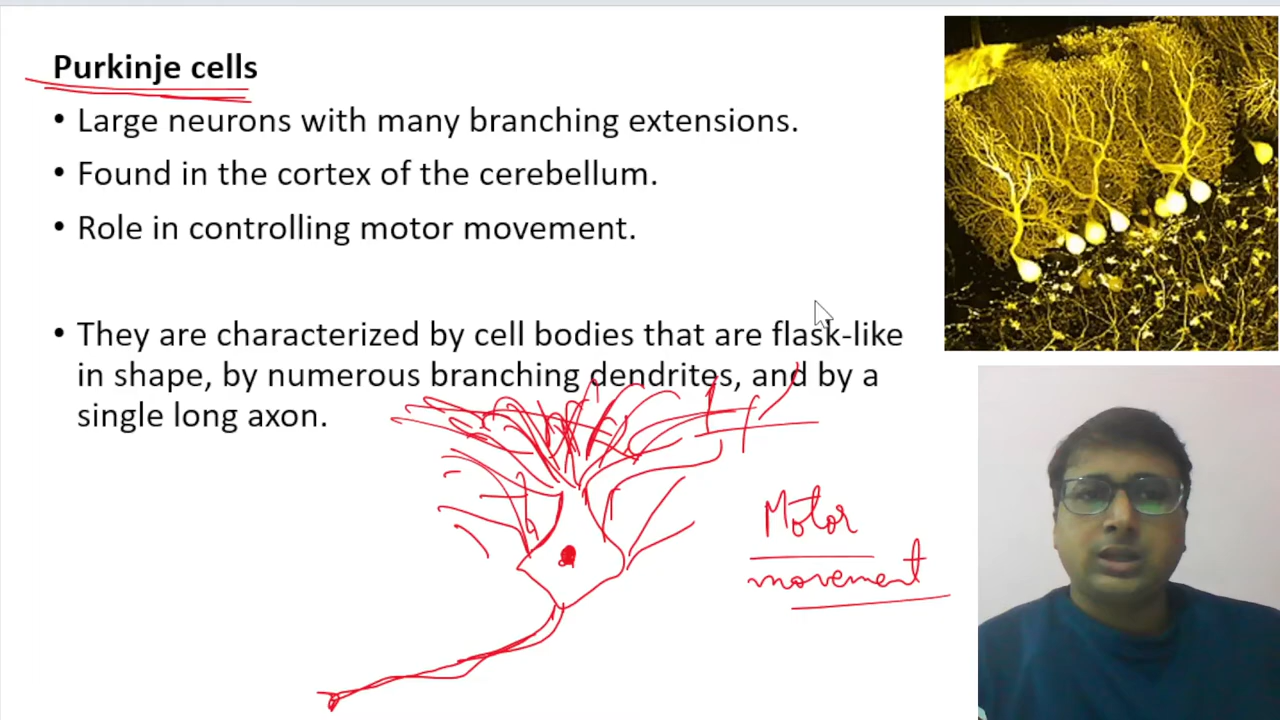 Purkinje cells
• Large neurons with many branching extensions.
• Found in the cortex of the cerebellum.
• Role in controlling motor movement.
• They are characterized by cell bodies that are flask-like
in shape, by numerous branching dendrites, and by a
single long axon.
Motor
movement